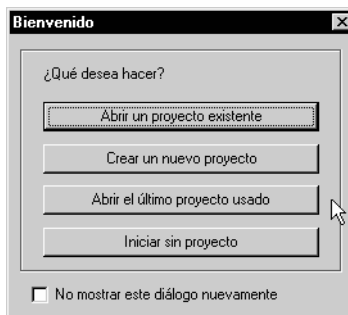 Bienvenido
¿Qué desea hacer?
Abrir un proyecto existente
Crear un nuevo proyecto
Abrir el último proyecto usado
Iniciar sin proyecto
No mostrar este diálogo nuevamente